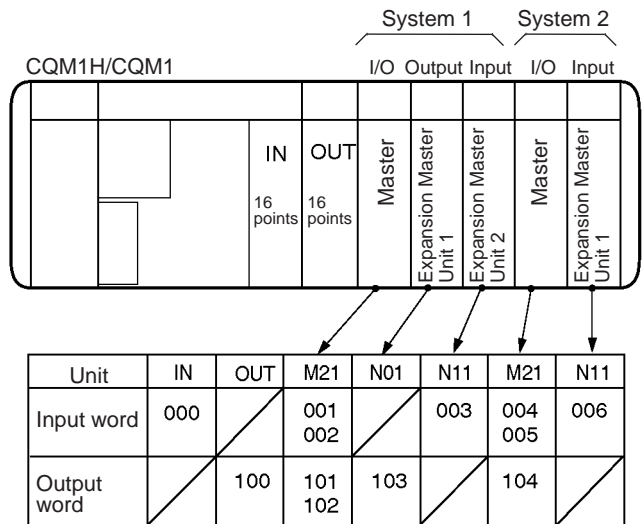 System 1 System 2
CQM1H/CQM1 I/O Output Input I/O Input
IN OUT
16 points 16 points
Master
Expansion Master Unit 1
Expansion Master Unit 2
Master
Expansion Master Unit 1
Unit IN OUT M21 N01 N11 M21 N11
Input word 000 001 002 003 004 005 006
Output word 100 101 102 103 104